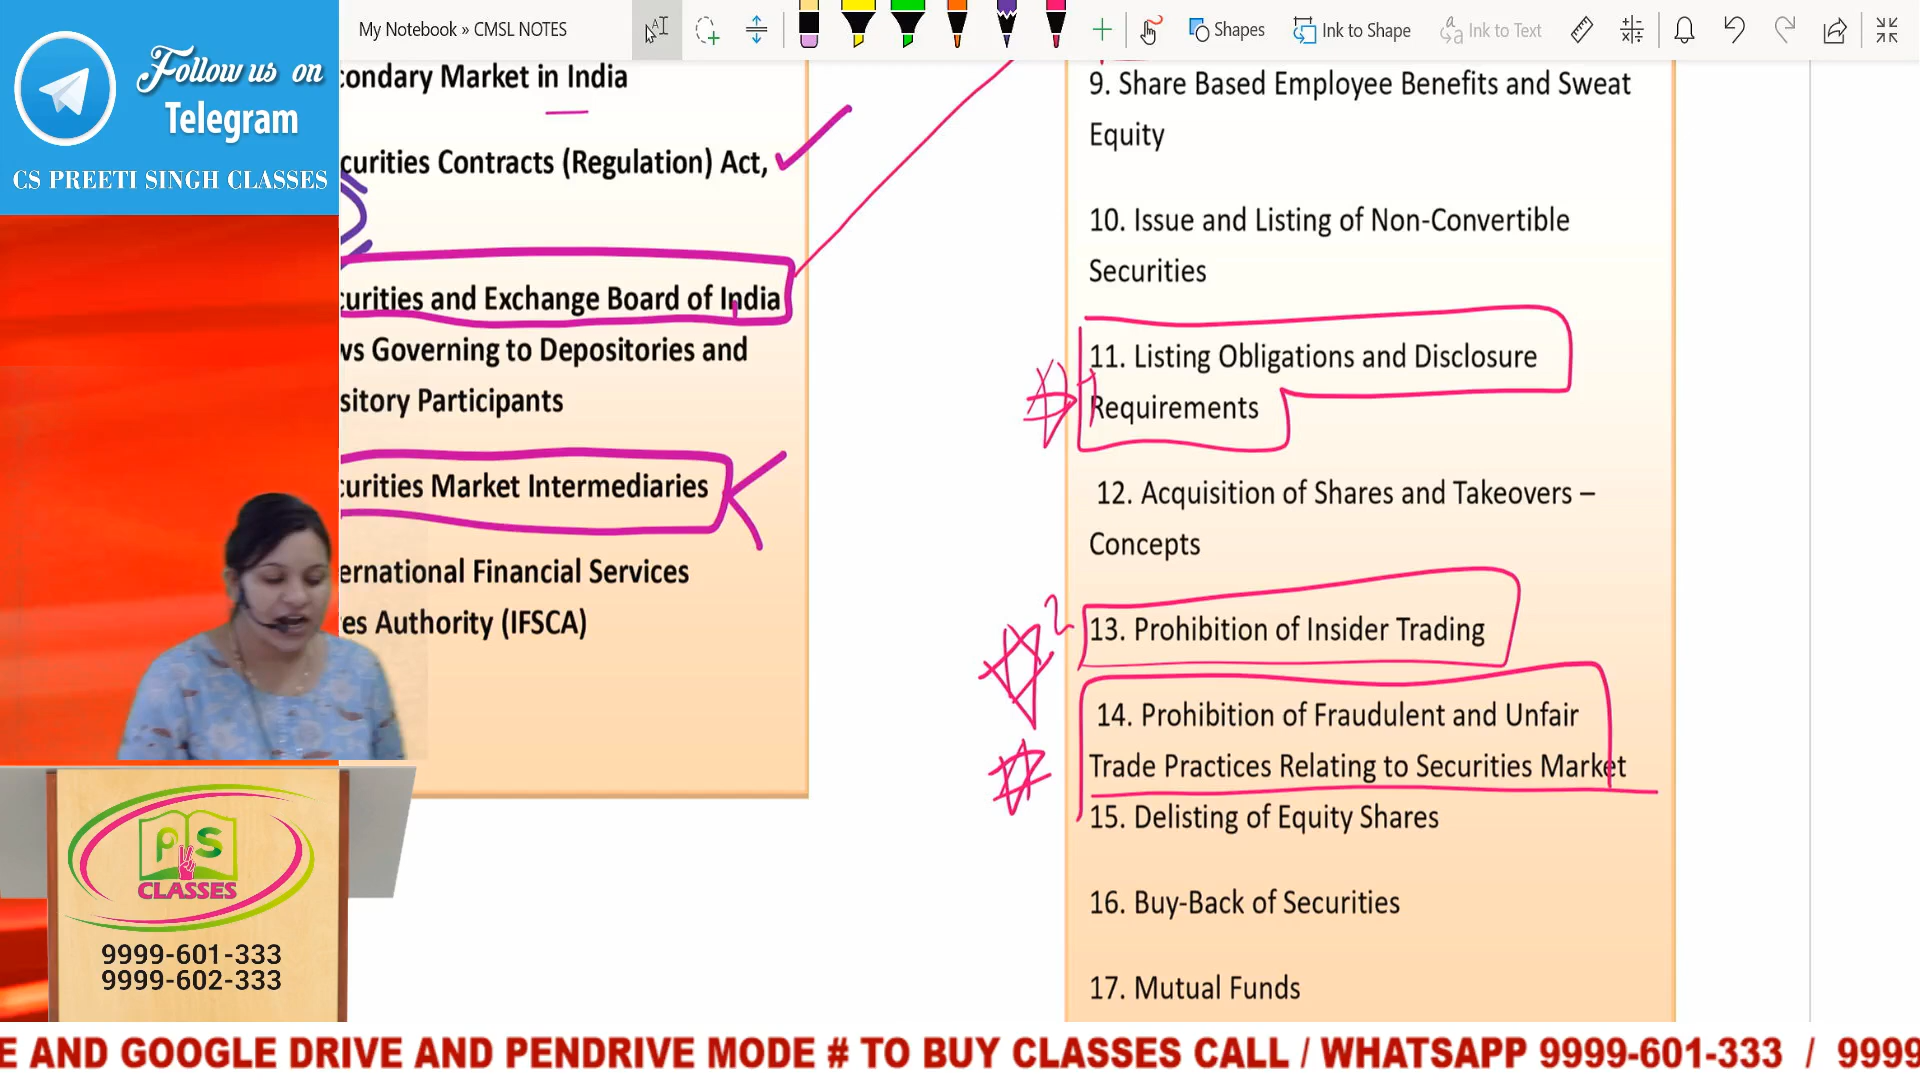 My Notebook » CMSL NOTES
Shapes
Ink to Shape
Ink to Text
Follow us on
Telegram
CS PREETI SINGH CLASSES
condary Market in India
curities Contracts (Regulation) Act,
curities and Exchange Board of India
ws Governing to Depositories and
sitory Participants
curities Market Intermediaries
ernational Financial Services
es Authority (IFSCA)
9. Share Based Employee Benefits and Sweat
Equity
10. Issue and Listing of Non-Convertible
Securities
11. Listing Obligations and Disclosure
Requirements
12. Acquisition of Shares and Takeovers –
Concepts
2
13. Prohibition of Insider Trading
14. Prohibition of Fraudulent and Unfair
Trade Practices Relating to Securities Market
15. Delisting of Equity Shares
16. Buy-Back of Securities
17. Mutual Funds
PS
CLASSES
9999-601-333
9999-602-333
E AND GOOGLE DRIVE AND PENDRIVE MODE # TO BUY CLASSES CALL / WHATSAPP 9999-601-333 / 9999